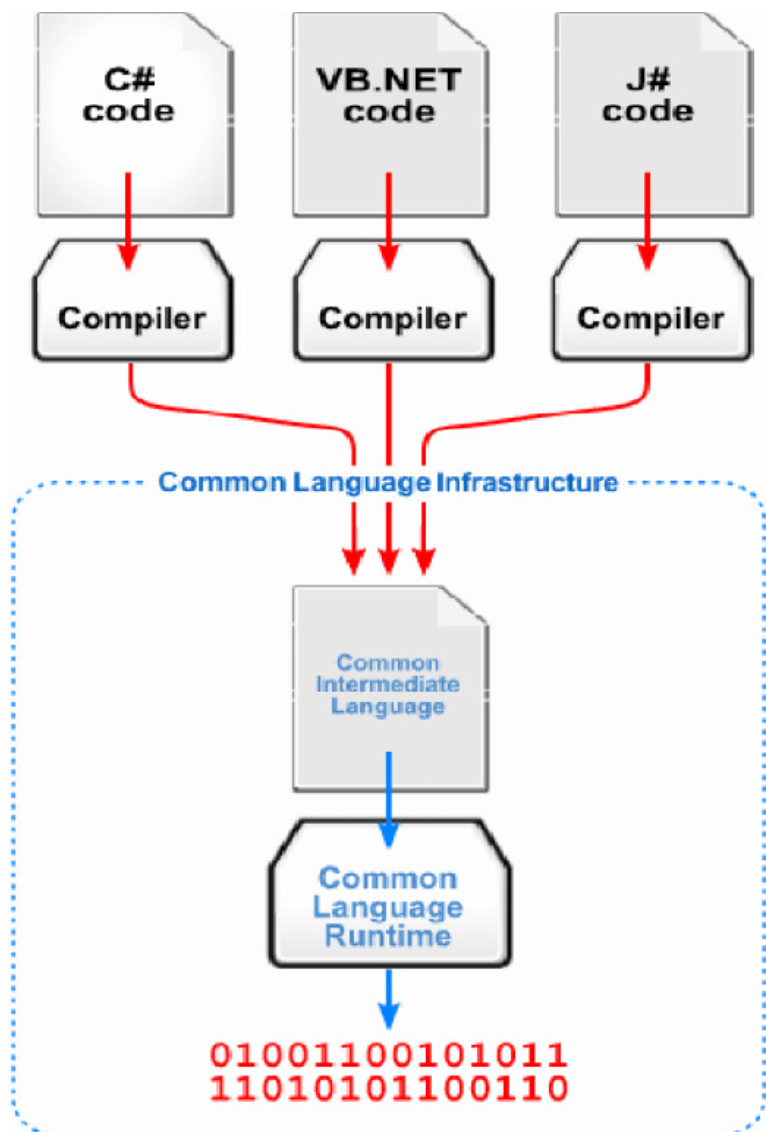 C#
code
VB.NET
code
J#
code
Compiler
Compiler
Compiler
Common Language Infrastructure
Common
Intermediate
Language
Common
Language
Runtime
01001100101011
11010101100110